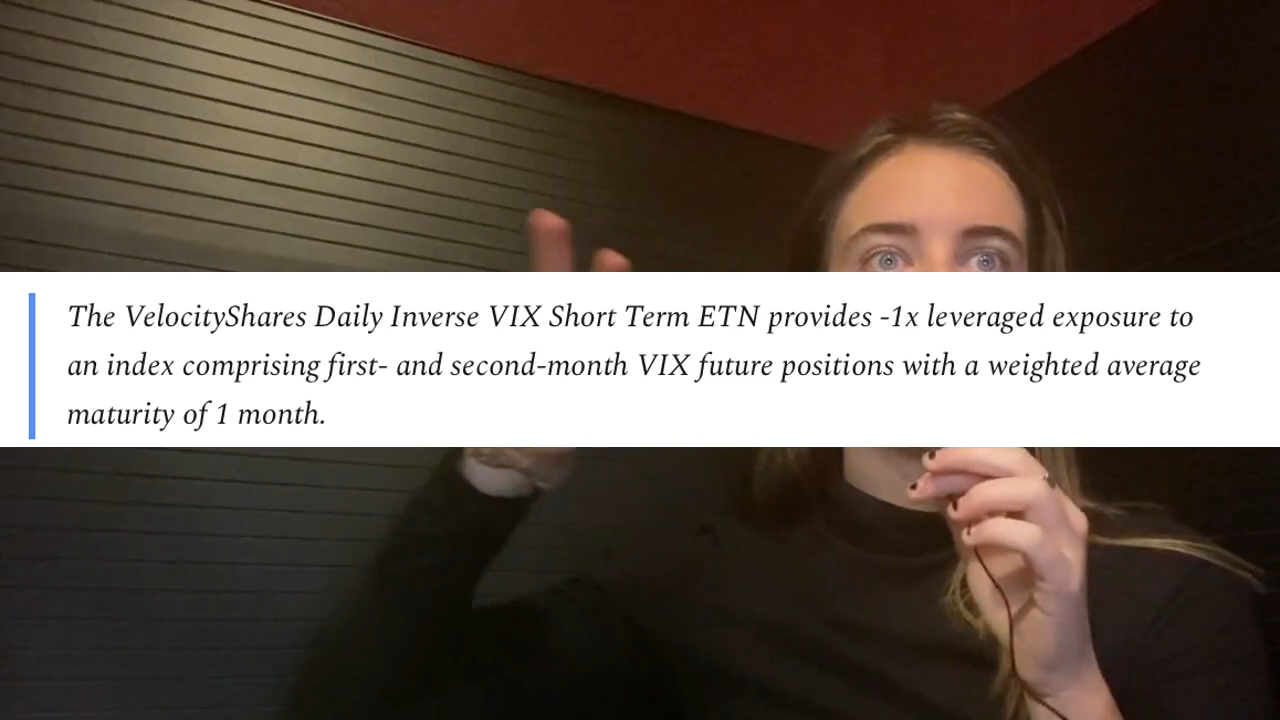 The VelocityShares Daily Inverse VIX Short Term ETN provides -1x leveraged exposure to
an index comprising first- and second-month VIX future positions with a weighted average
maturity of 1 month.